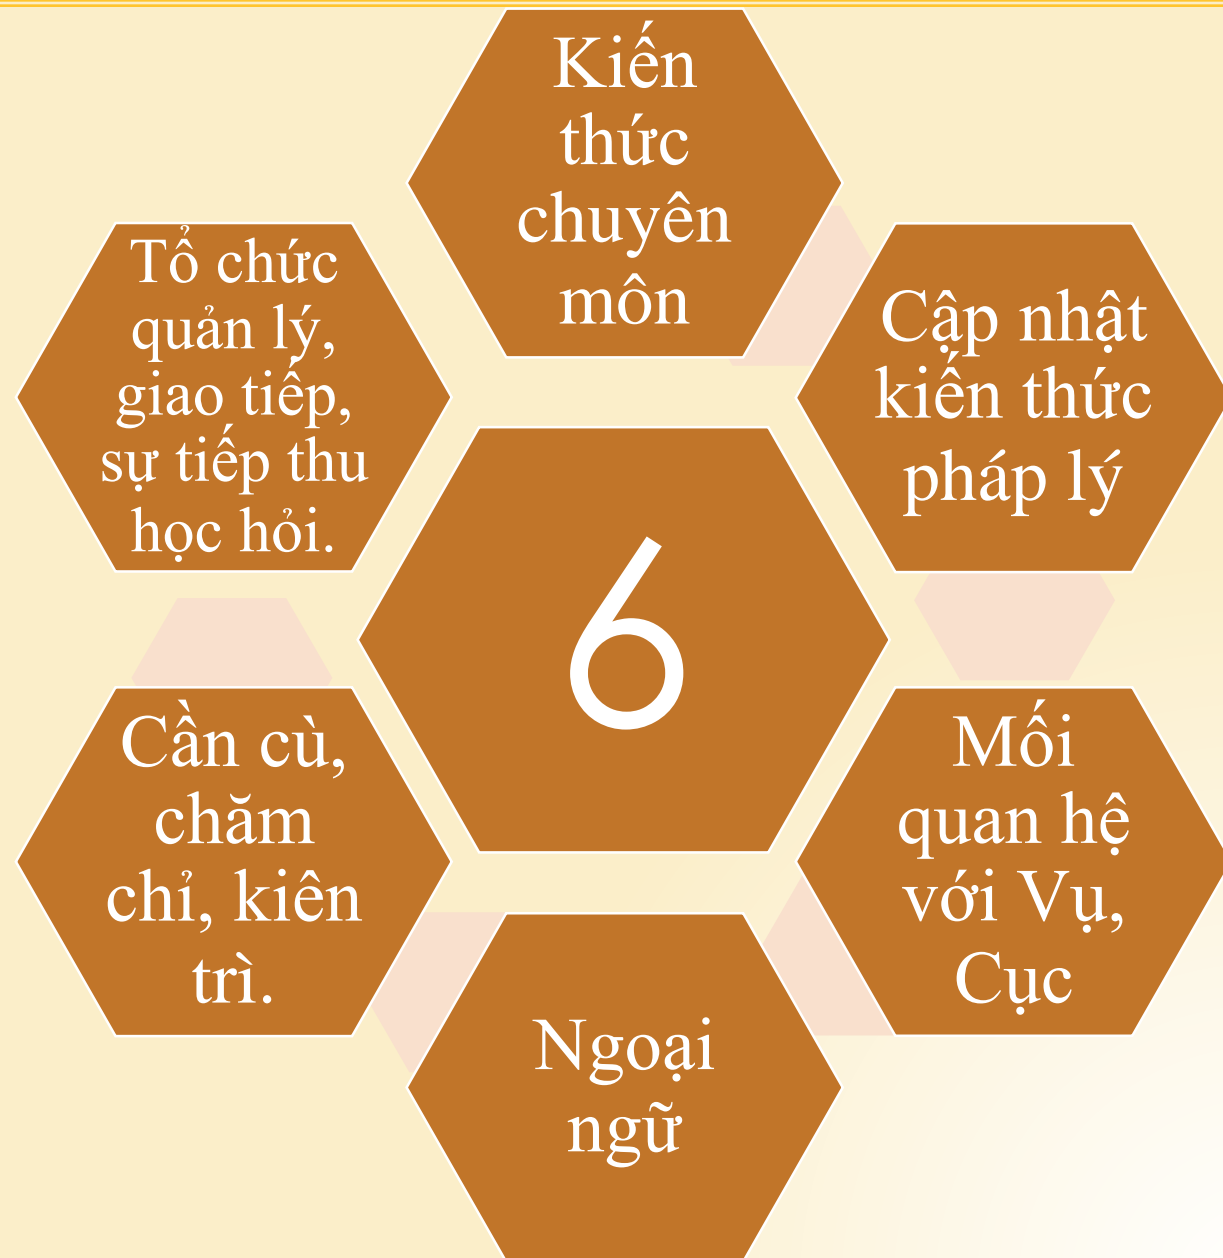 Kiến
thức
chuyên
môn
Cập nhật
kiến thức
pháp lý
Mối
quan hệ
với Vụ,
Cục
Ngoại
ngữ
Cần cù,
chăm
chỉ, kiên
trì.
Tổ chức
quản lý,
giao tiếp,
sự tiếp thu
học hỏi.
6